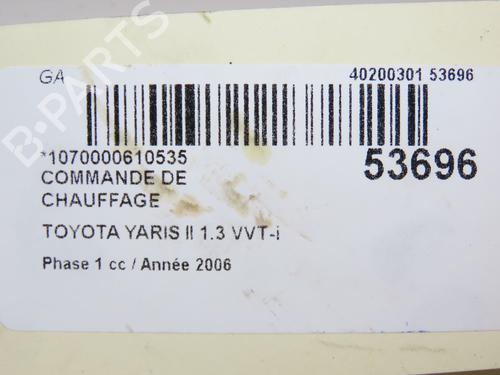 GA
40200301 53696
*1070000610535
53696
COMMANDE DE
CHAUFFAGE
TOYOTA YARIS II 1.3 VVT-i
Phase 1 cc / Année 2006
B-PARTS